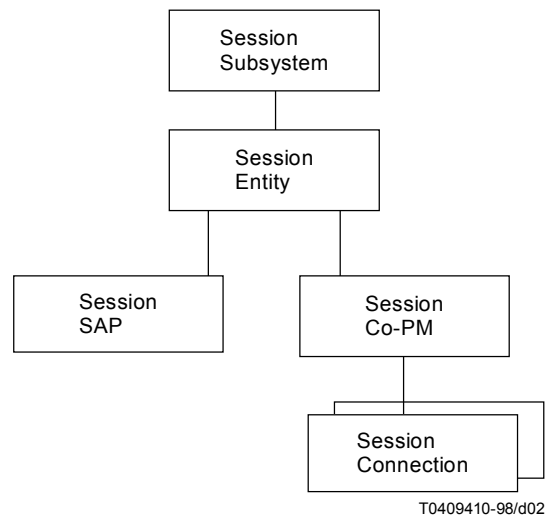 Session
Subsystem
Session
Entity
Session
SAP
Session
Co-PM
Session
Connection
T0409410-98/d02